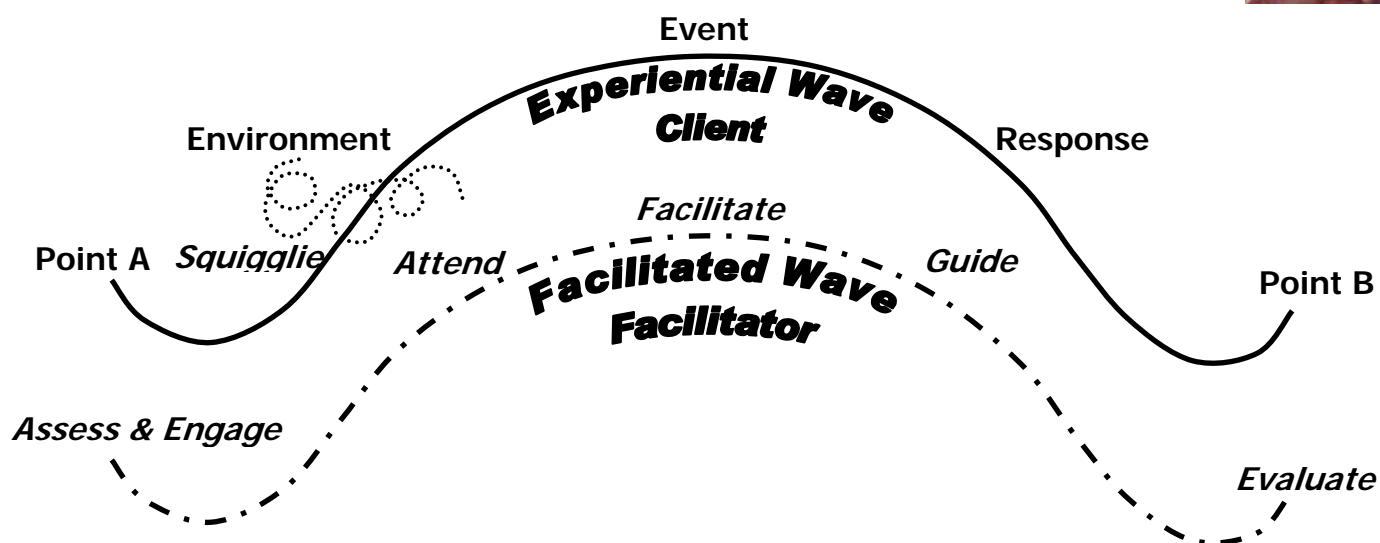 Event
Experiential Wave
Client
Environment
Response
Facilitate
Point A
Squigglie
Attend
Facilitated Wave
Facilitator
Guide
Point B
Assess & Engage
Evaluate